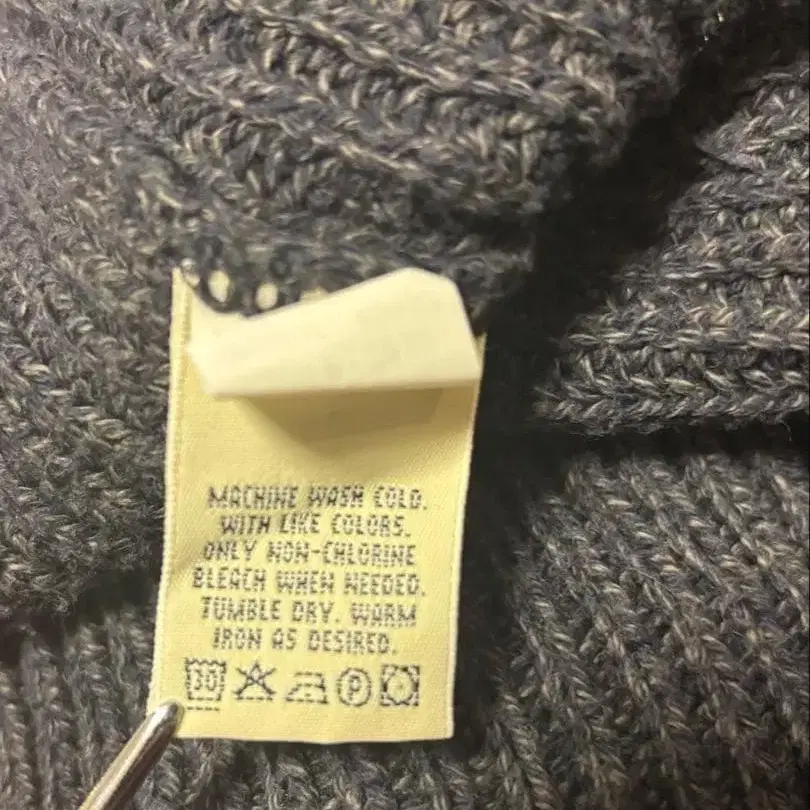 MACHINE WASH COLD.
WITH LIKE COLORS.
ONLY NON-CHLORINE
BLEACH WHEN NEEDED.
TUMBLE DRY. WARM
IRON AS DESIRED.
30 P